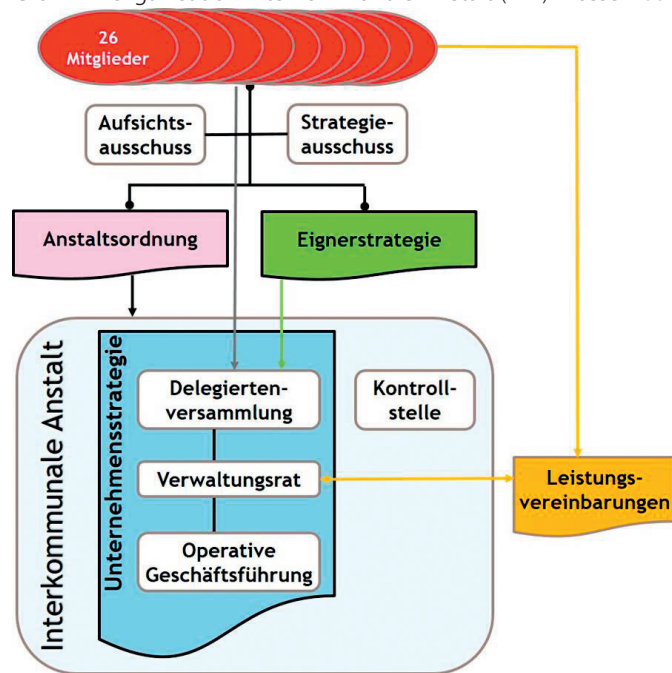 26
Mitglieder
Aufsichts-
ausschuss
Strategie-
ausschuss
Anstaltsordnung
Eignerstrategie
Interkommunale Anstalt
Unternehmensstrategie
Delegierten-
versammlung
Kontroll-
stelle
Verwaltungsrat
Leistungs-
vereinbarungen
Operative
Geschäftsführung